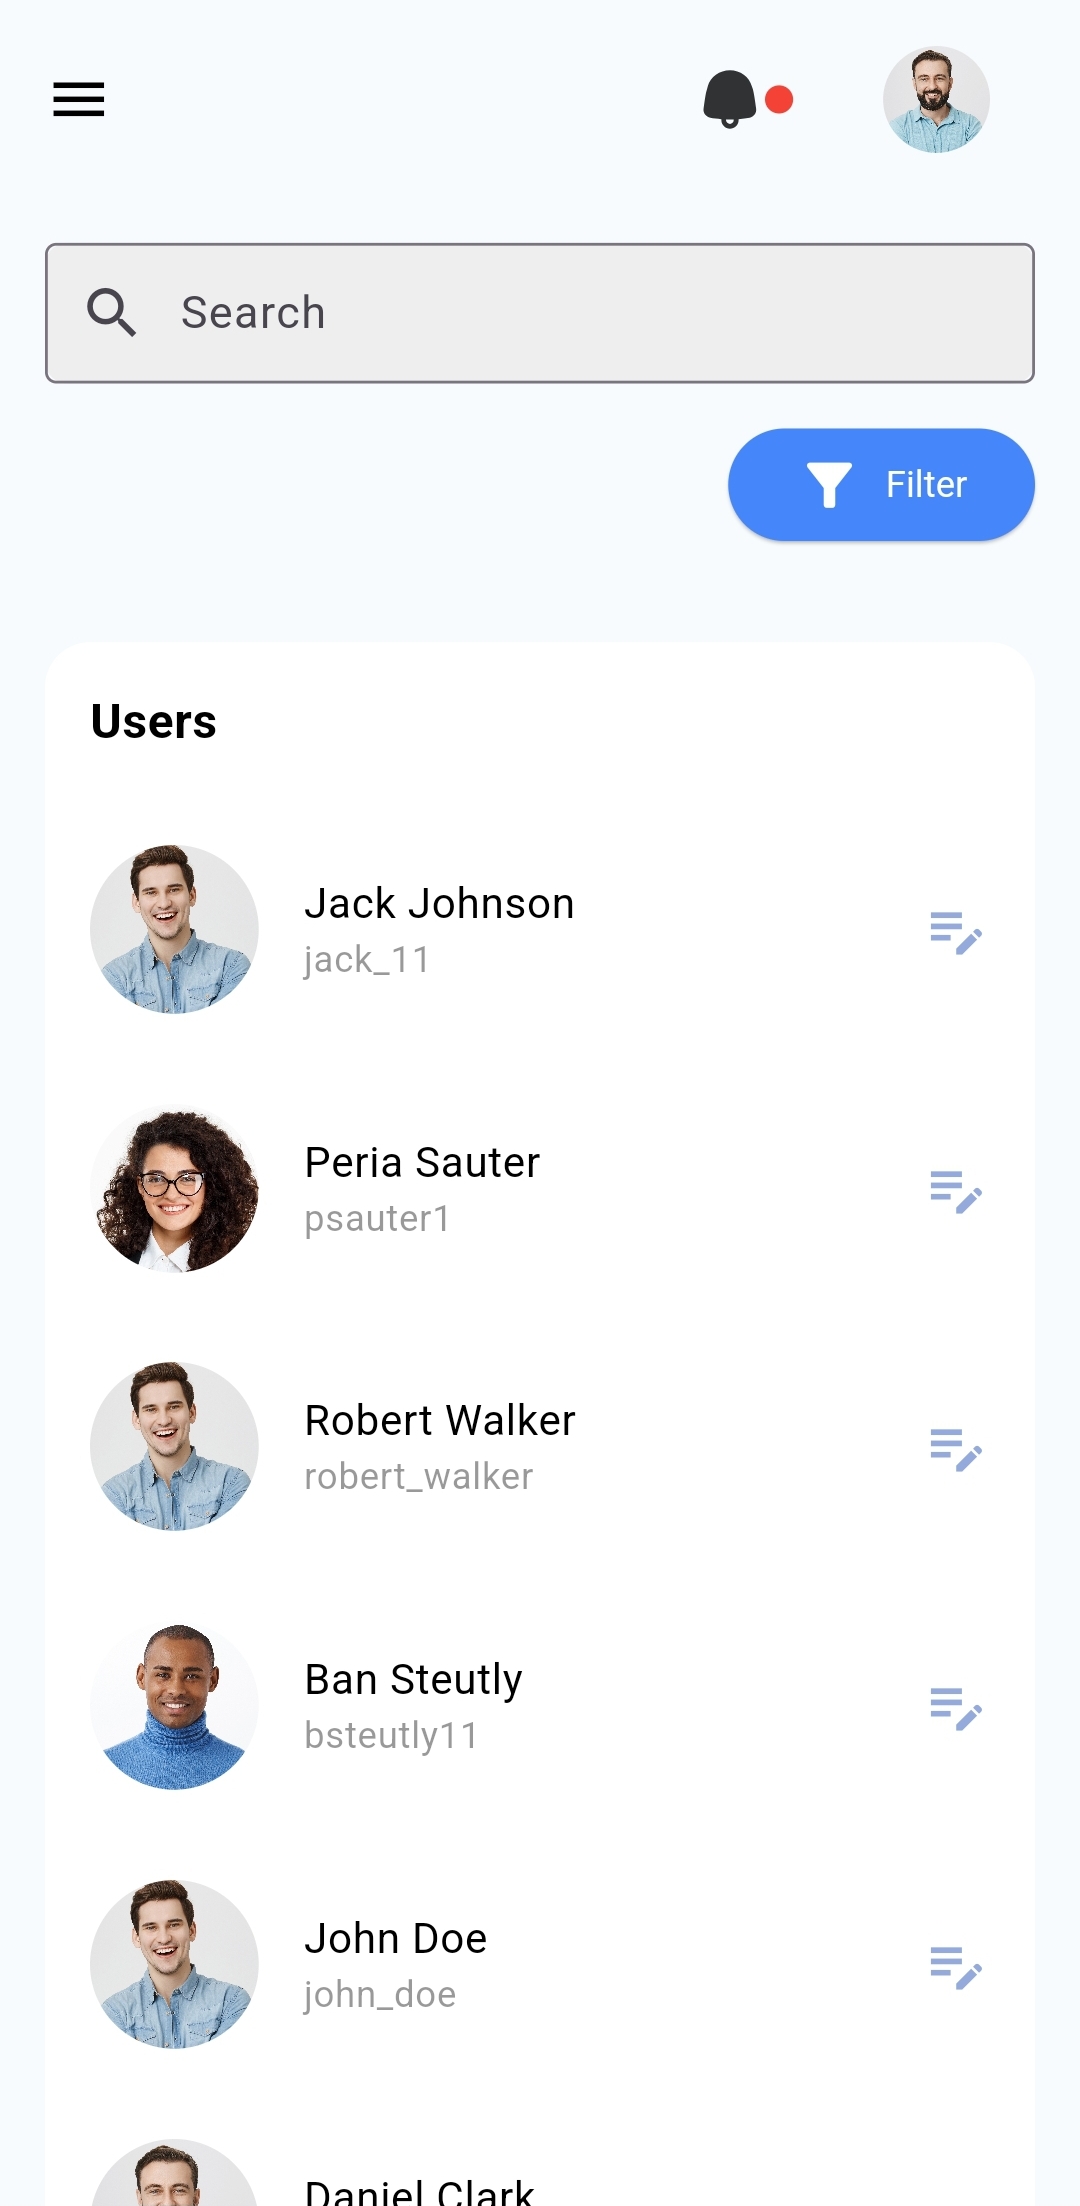 Search
Filter
Users
Jack Johnson
jack_11
Peria Sauter
psauter1
Robert Walker
robert_walker
Ban Steutly
bsteutly11
John Doe
john_doe
Daniel Clark